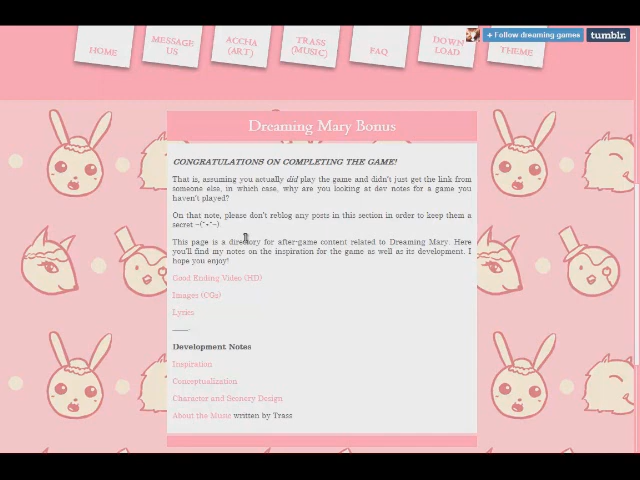 HOME
MESSAGE
US
ACCHA
(ART)
TRASS
(MUSIC)
FAQ
DOWN
LOAD
THEME
+ Follow dreaming games
tumblr.
Dreaming Mary Bonus
CONGRATULATIONS ON COMPLETING THE GAME!
That is, assuming you actually did play the game and didn't just get the link from
someone else, in which case, why are you looking at dev notes for a game you
haven't played?
On that note, please don't reblog any posts in this section in order to keep them a
secret ~(˘•˘~)
This page is a directory for after-game content related to Dreaming Mary. Here
you'll find my notes on the inspiration for the game as well as its development. I
hope you enjoy!
Good Ending Video (HD)
Images (CGs)
Lyrics
Development Notes
Inspiration
Conceptualization
Character and Scenery Design
About the Music written by Trass